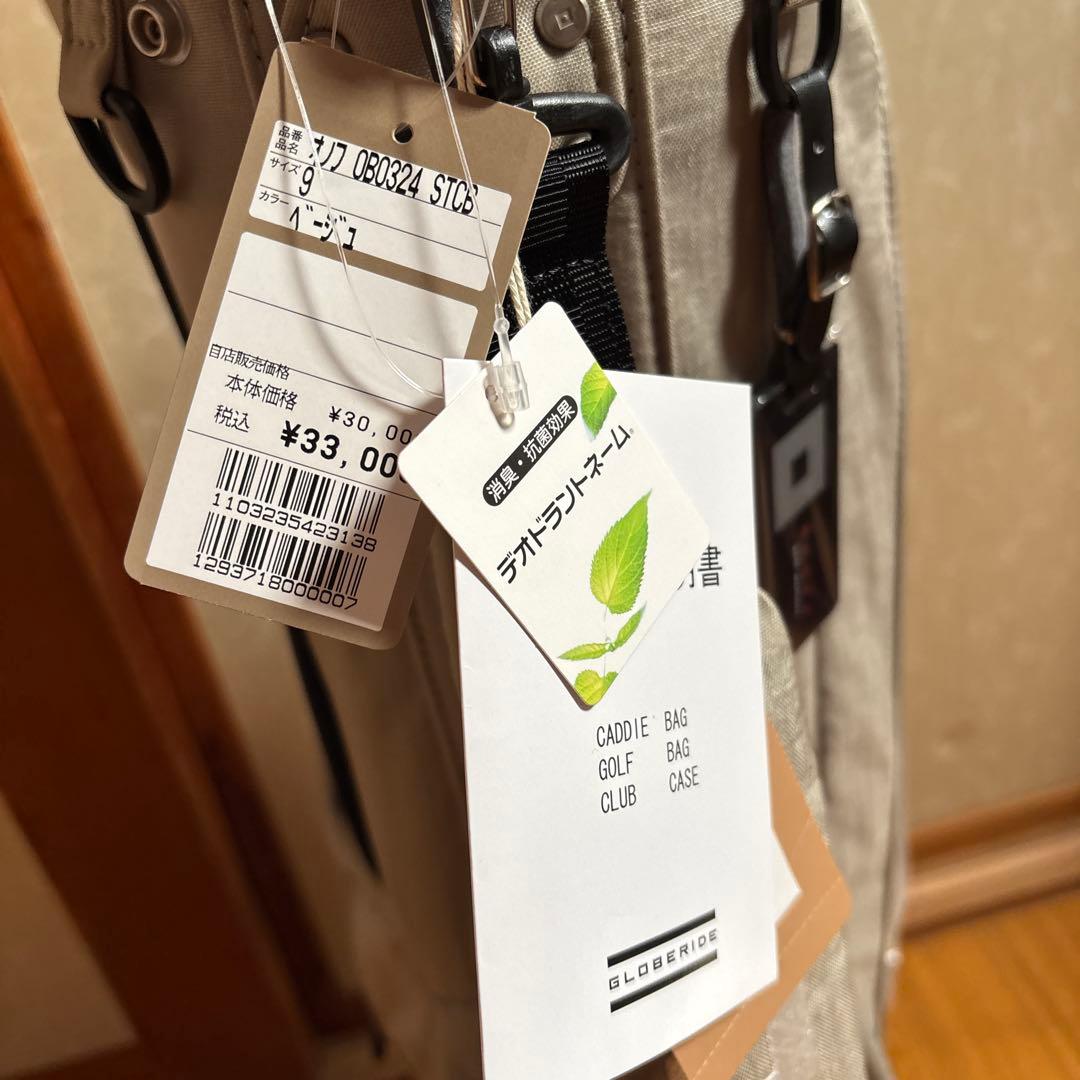 品番
品名
オノフ OB0324 STCB
サイズ
9
カラー
ベージュ
自店販売価格
本体価格 ¥30,00
税込 ¥33,00
1103235423138
1293718000007
消臭・抗菌効果
デオドラントネーム®
明書
CADDIE BAG
GOLF BAG
CLUB CASE
GLOBERIDE